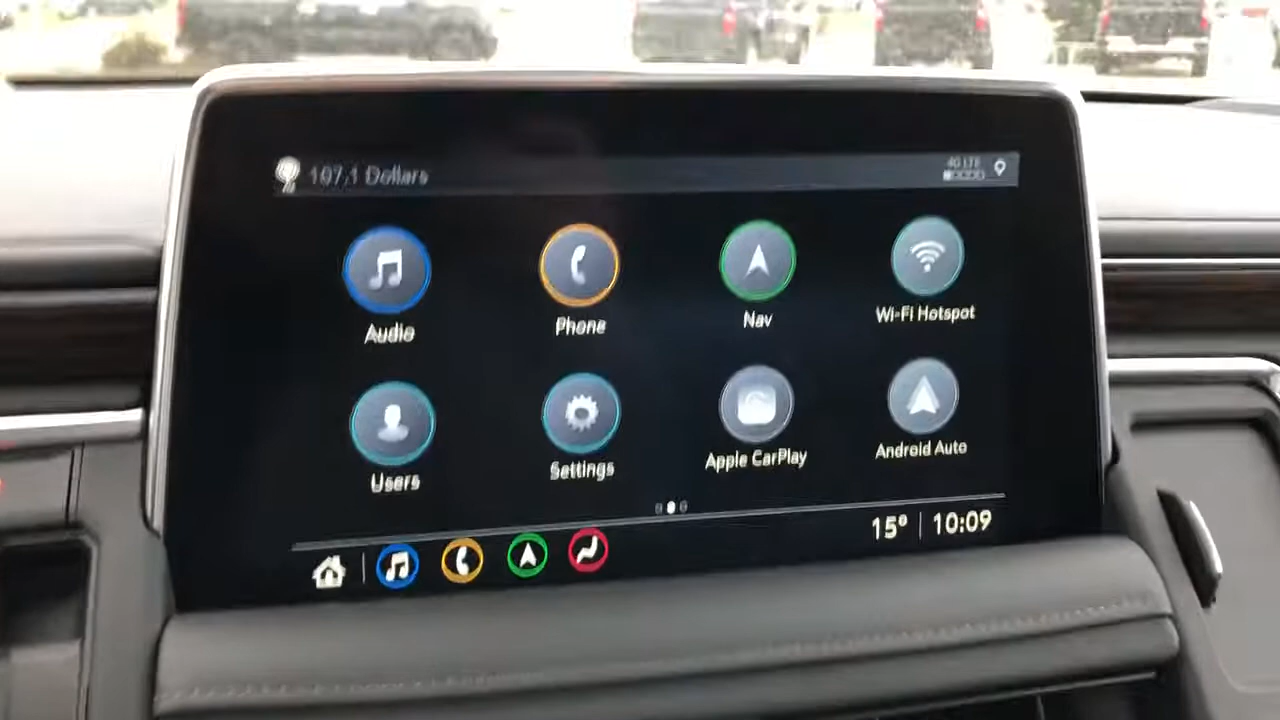 107.1 Dollars
4G LTE
Audio
Phone
Nav
Wi-Fi Hotspot
Users
Settings
Apple CarPlay
Android Auto
15° 10:09